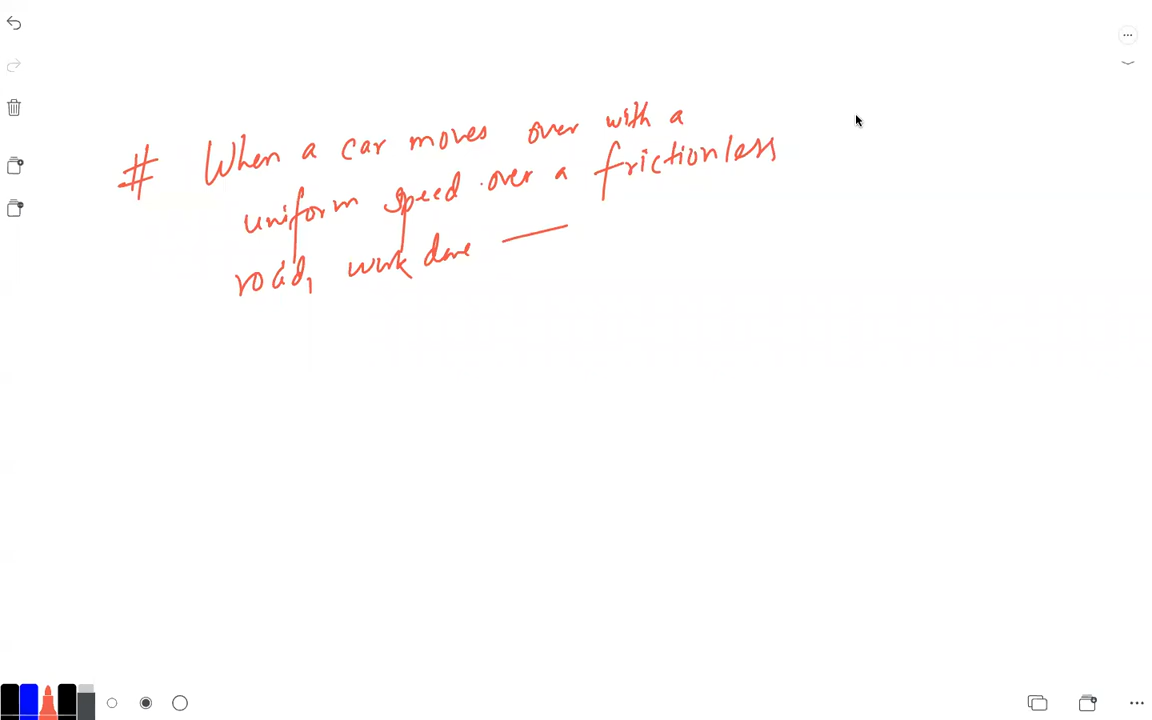 # When a car moves over with a
uniform speed over a frictionless
road, work done —